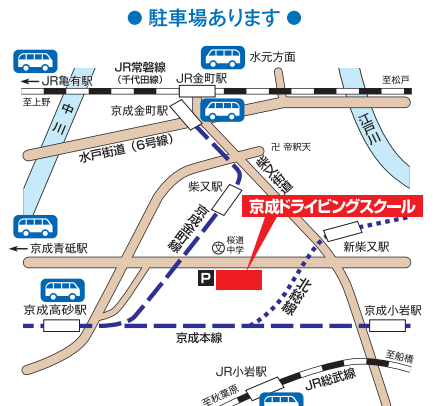 ● 駐車場あります ●
水元方面
JR常磐線
(千代田線)
JR亀有駅
JR金町駅
至松戸
至上野
京成金町駅
中川
江戸川
水戸街道(6号線)
卍 帝釈天
柴又街道
柴又駅
京成金町線
京成ドライビングスクール
京成青砥駅
文
桜道
中学
新柴又駅
P
北総線
京成高砂駅
京成小岩駅
京成本線
至船橋
JR小岩駅
JR総武線
至秋葉原